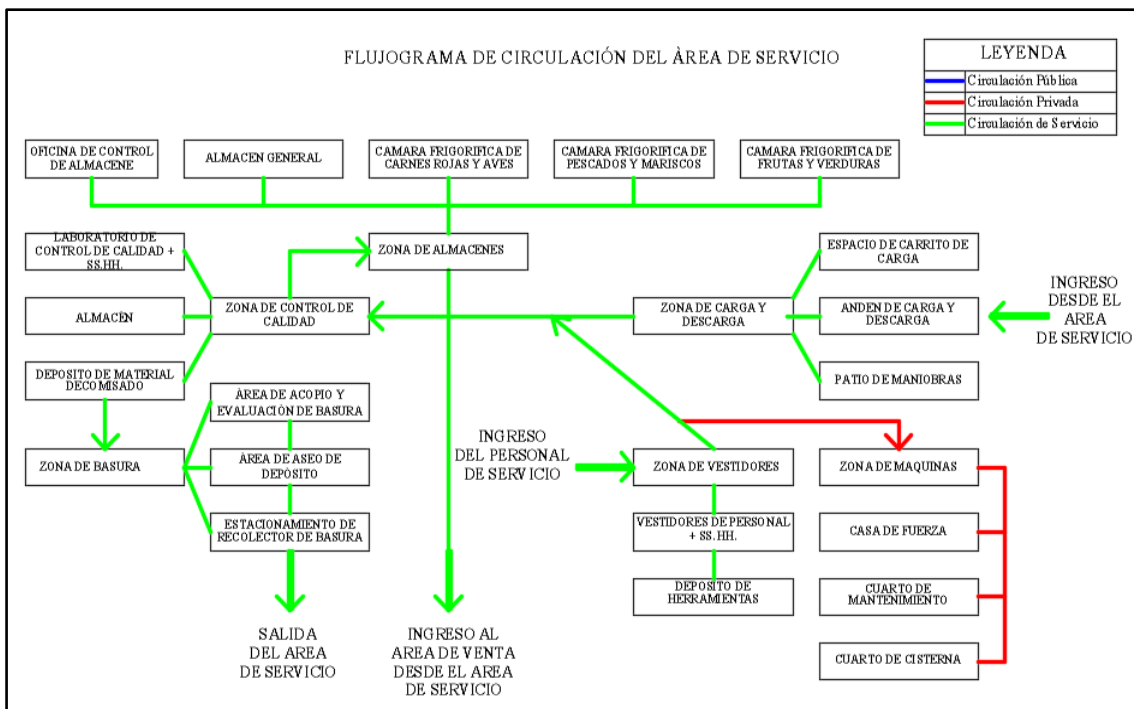 FLUJOGRAMA DE CIRCULACIÓN DEL ÀREA DE SERVICIO
LEYENDA
Circulación Pública
Circulación Privada
Circulación de Servicio
OFICINA DE CONTROL
DE ALMACENE
ALMACEN GENERAL
CAMARA FRIGORIFICA DE
CARNES ROJAS Y AVES
CAMARA FRIGORIFICA DE
PESCADOS Y MARISCOS
CAMARA FRIGORIFICA DE
FRUTAS Y VERDURAS
LABORATORIO DE
CONTROL DE CALIDAD +
SS.HH.
ZONA DE ALMACENES
ESPACIO DE CARRITO DE
CARGA
ALMACÉN
ZONA DE CONTROL DE
CALIDAD
ZONA DE CARGA Y
DESCARGA
ANDEN DE CARGA Y
DESCARGA
INGRESO
DESDE EL
AREA
DE SERVICIO
DEPOSITO DE MATERIAL
DECOMISADO
PATIO DE MANIOBRAS
ÀREA DE ACOPIO Y
EVALUACIÓN DE BASURA
INGRESO
DEL PERSONAL
DE SERVICIO
ZONA DE BASURA
ÀREA DE ASEO DE
DEPÒSITO
ZONA DE VESTIDORES
ZONA DE MAQUINAS
ESTACIONAMIENTO DE
RECOLECTOR DE BASURA
VESTIDORES DE PERSONAL
+ SS.HH.
CASA DE FUERZA
DEPOSITO DE
HERRAMIENTAS
CUARTO DE
MANTENIMIENTO
CUARTO DE CISTERNA
SALIDA
DEL AREA
DE SERVICIO
INGRESO AL
AREA DE VENTA
DESDE EL AREA
DE SERVICIO